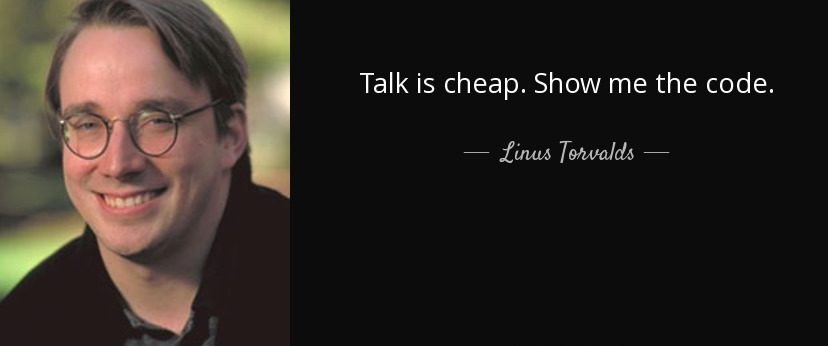 Talk is cheap. Show me the code.
— Linus Torvalds —